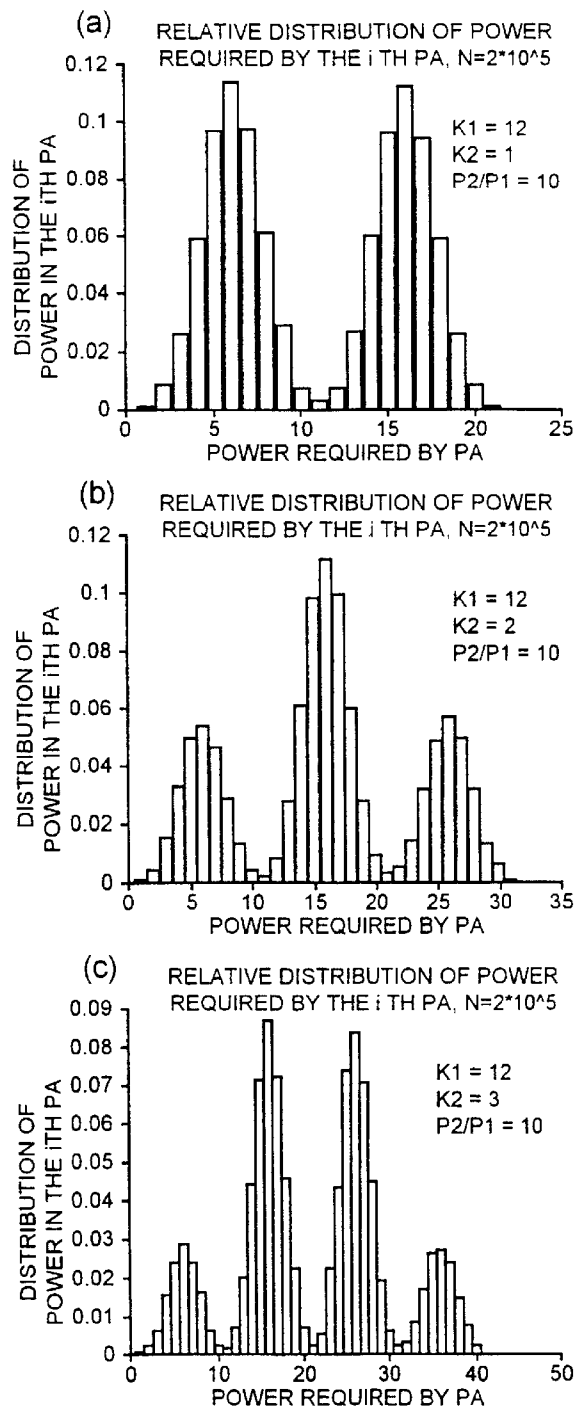 (a)
RELATIVE DISTRIBUTION OF POWER
REQUIRED BY THE i TH PA, N=2*10^5
DISTRIBUTION OF
POWER IN THE iTH PA
0.12
0.1
0.08
0.06
0.04
0.02
0
K1 = 12
K2 = 1
P2/P1 = 10
0 5 10 15 20 25
POWER REQUIRED BY PA
(b)
RELATIVE DISTRIBUTION OF POWER
REQUIRED BY THE i TH PA, N=2*10^5
DISTRIBUTION OF
POWER IN THE iTH PA
0.12
0.1
0.08
0.06
0.04
0.02
0
K1 = 12
K2 = 2
P2/P1 = 10
0 5 10 15 20 25 30 35
POWER REQUIRED BY PA
(c)
RELATIVE DISTRIBUTION OF POWER
REQUIRED BY THE i TH PA, N=2*10^5
DISTRIBUTION OF
POWER IN THE iTH PA
0.09
0.08
0.07
0.06
0.05
0.04
0.03
0.02
0.01
0
K1 = 12
K2 = 3
P2/P1 = 10
0 10 20 30 40 50
POWER REQUIRED BY PA